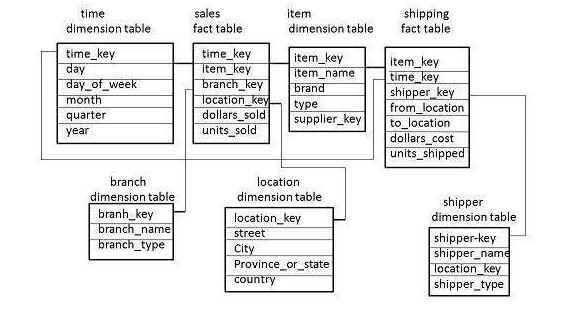 time
dimension table
time_key
day
day_of_week
month
quarter
year
sales
fact table
time_key
item_key
branch_key
location_key
dollars_sold
units_sold
item
dimension table
item_key
item_name
brand
type
supplier_key
shipping
fact table
item_key
time_key
shipper_key
from_location
to_location
dollars_cost
units_shipped
branch
dimension table
branh_key
branch_name
branch_type
location
dimension table
location_key
street
City
Province_or_state
country
shipper
dimension table
shipper-key
shipper_name
location_key
shipper_type